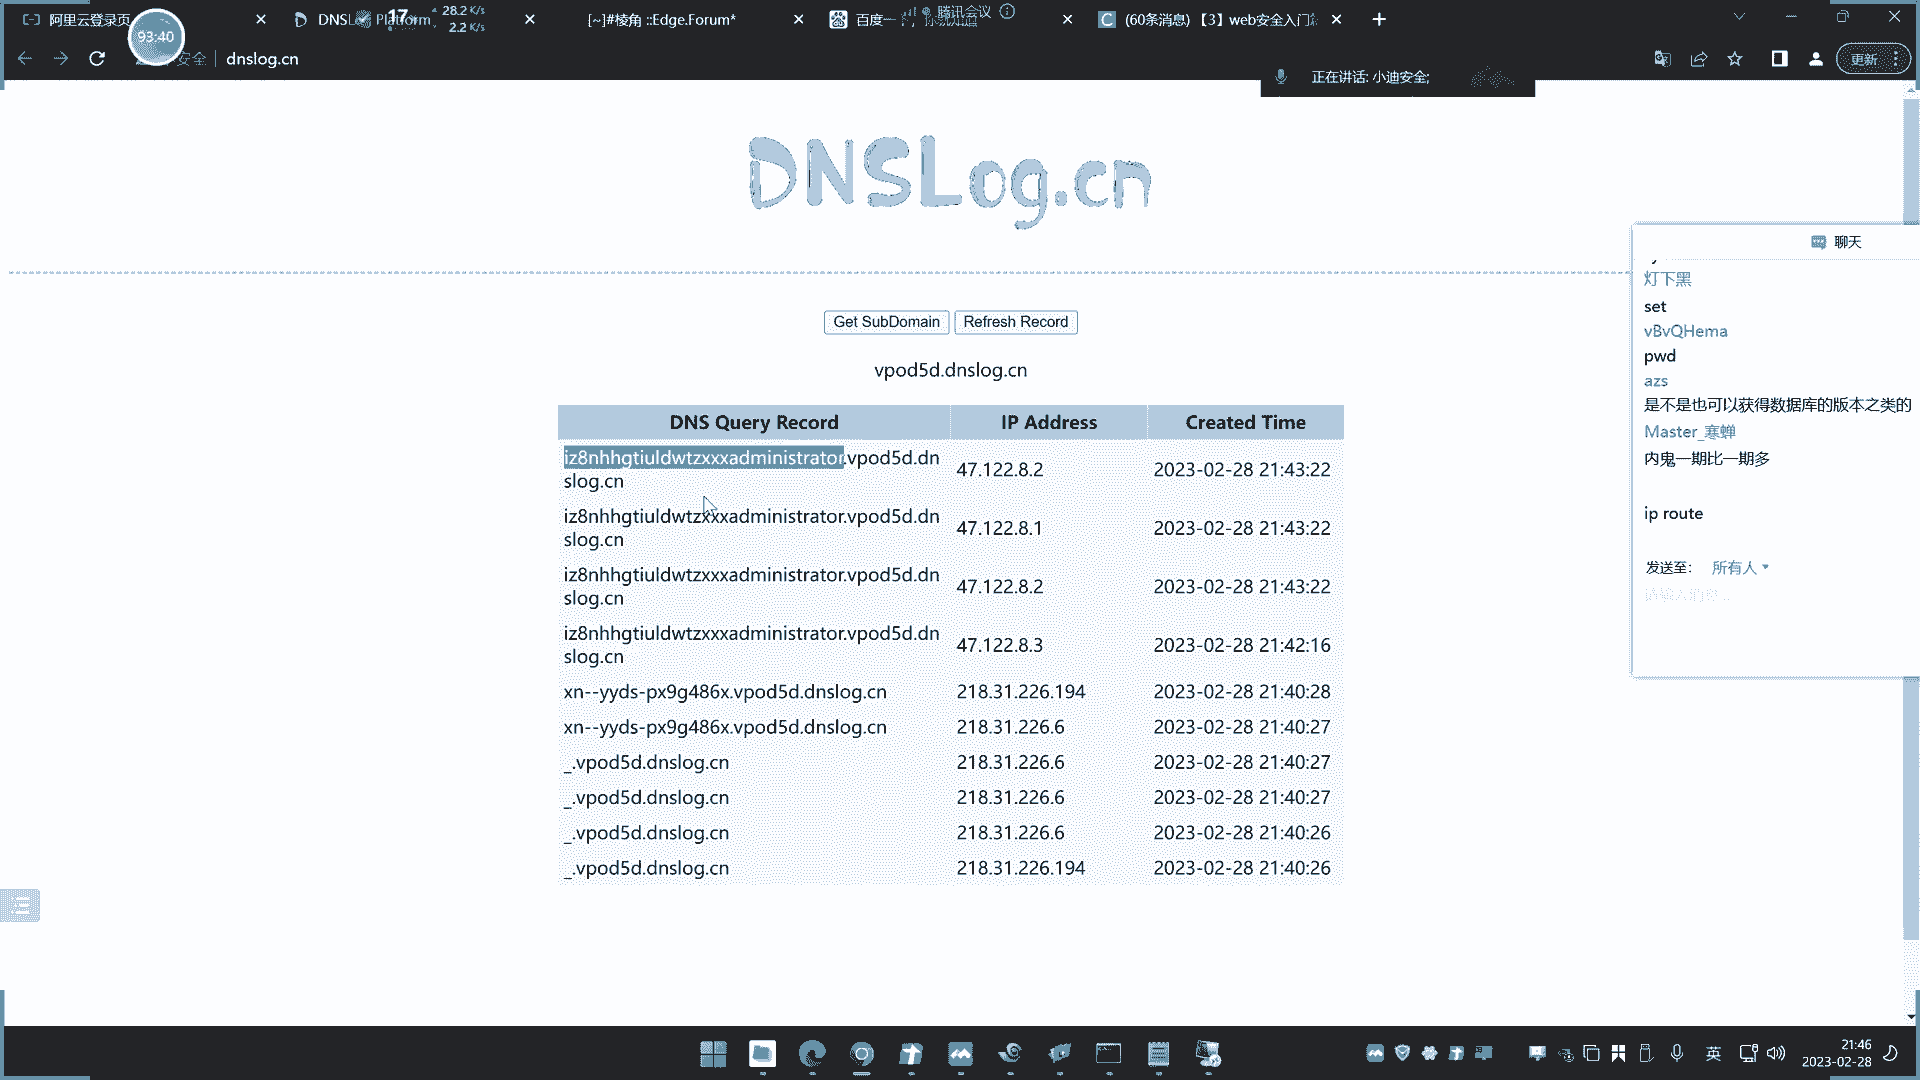 阿里云登录页
DNSLog Platform
17
28.2 K/s
2.2 K/s
[~]#棱角 ::Edge.Forum*
百度一
腾讯会议
(60条消息) 【3】web安全入门
93:40
安全
dnslog.cn
更新
正在讲话: 小迪安全;
DNSLog.cn
Get SubDomain
Refresh Record
vpod5d.dnslog.cn
DNS Query Record IP Address Created Time
iz8nhhgtiuldwtzxxxadministrator.vpod5d.dn
slog.cn
47.122.8.2 2023-02-28 21:43:22
iz8nhhgtiuldwtzxxxadministrator.vpod5d.dn
slog.cn
47.122.8.1 2023-02-28 21:43:22
iz8nhhgtiuldwtzxxxadministrator.vpod5d.dn
slog.cn
47.122.8.2 2023-02-28 21:43:22
iz8nhhgtiuldwtzxxxadministrator.vpod5d.dn
slog.cn
47.122.8.3 2023-02-28 21:42:16
xn--yyds-px9g486x.vpod5d.dnslog.cn 218.31.226.194 2023-02-28 21:40:28
xn--yyds-px9g486x.vpod5d.dnslog.cn 218.31.226.6 2023-02-28 21:40:27
_.vpod5d.dnslog.cn 218.31.226.6 2023-02-28 21:40:27
_.vpod5d.dnslog.cn 218.31.226.6 2023-02-28 21:40:27
_.vpod5d.dnslog.cn 218.31.226.6 2023-02-28 21:40:26
_.vpod5d.dnslog.cn 218.31.226.194 2023-02-28 21:40:26
聊天
灯下黑
set
vBvQHema
pwd
azs
是不是也可以获得数据库的版本之类的
Master_寒蝉
内鬼一期比一期多
ip route
发送至: 所有人
英
21:46
2023-02-28